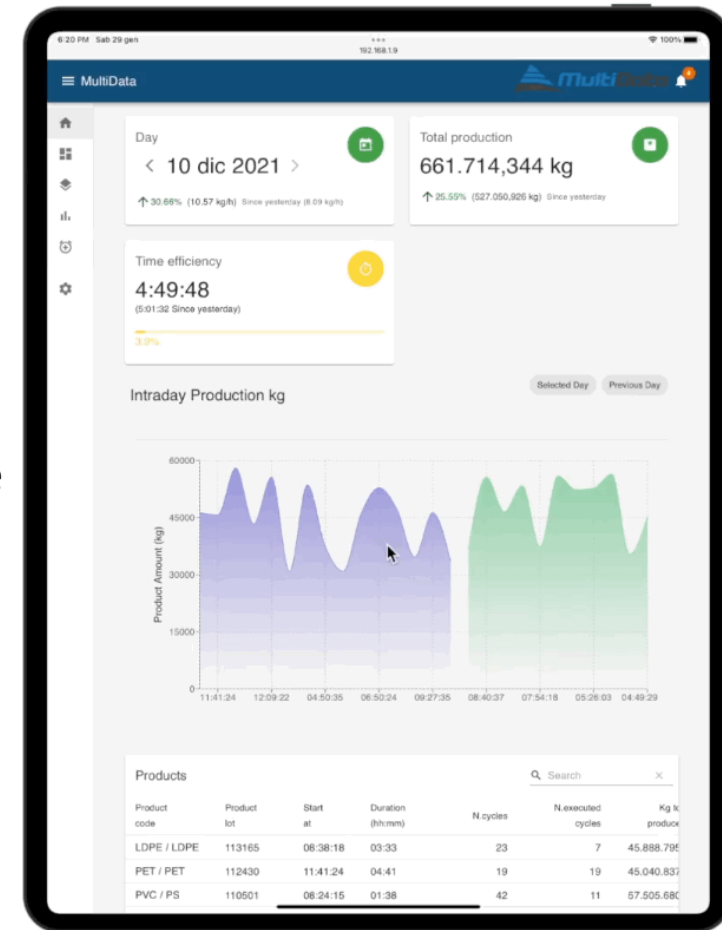 6:20 PM Sab 29 gen
192.168.1.9
100%
MultiData
MultiData
4
Day
10 dic 2021
30.66% (10.57 kg/h) Since yesterday (8.09 kg/h)
Total production
661.714,344 kg
25.55% (527.050,926 kg) Since yesterday
Time efficiency
4:49:48
(5:01:32 Since yesterday)
3.9%
Intraday Production kg
Selected Day
Previous Day
Product Amount (kg)
60000
45000
30000
15000
0
11:41:24 12:09:22 04:50:35 06:50:24 09:27:35 08:40:37 07:54:18 05:26:03 04:49:29
Products
Search
Product code
Product lot
Start at
Duration (hh:mm)
N.cycles
N.executed cycles
Kg to produce
LDPE / LDPE 113165 08:38:18 03:33 23 7 45.888.795
PET / PET 112430 11:41:24 04:41 19 19 45.040.837
PVC / PS 110501 08:24:15 01:38 42 11 57.505.680